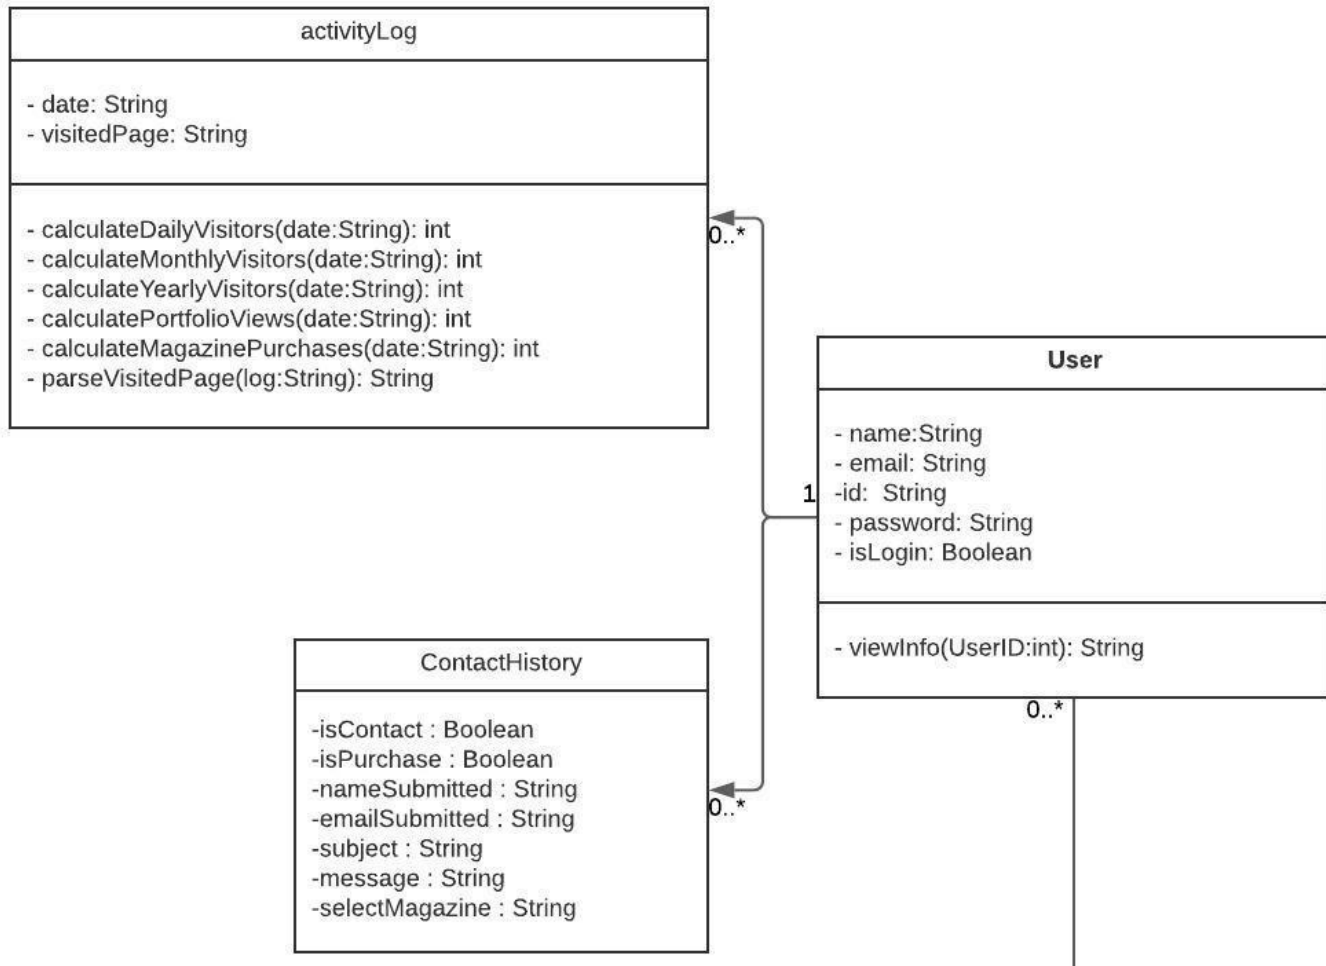 activityLog
- date: String
- visitedPage: String
- calculateDailyVisitors(date:String): int
- calculateMonthlyVisitors(date:String): int
- calculateYearlyVisitors(date:String): int
- calculatePortfolioViews(date:String): int
- calculateMagazinePurchases(date:String): int
- parseVisitedPage(log:String): String
0..*
User
- name:String
- email: String
-id:  String
- password: String
- isLogin: Boolean
1
- viewInfo(UserID:int): String
0..*
ContactHistory
-isContact : Boolean
-isPurchase : Boolean
-nameSubmitted : String
-emailSubmitted : String
-subject : String
-message : String
-selectMagazine : String
0..*